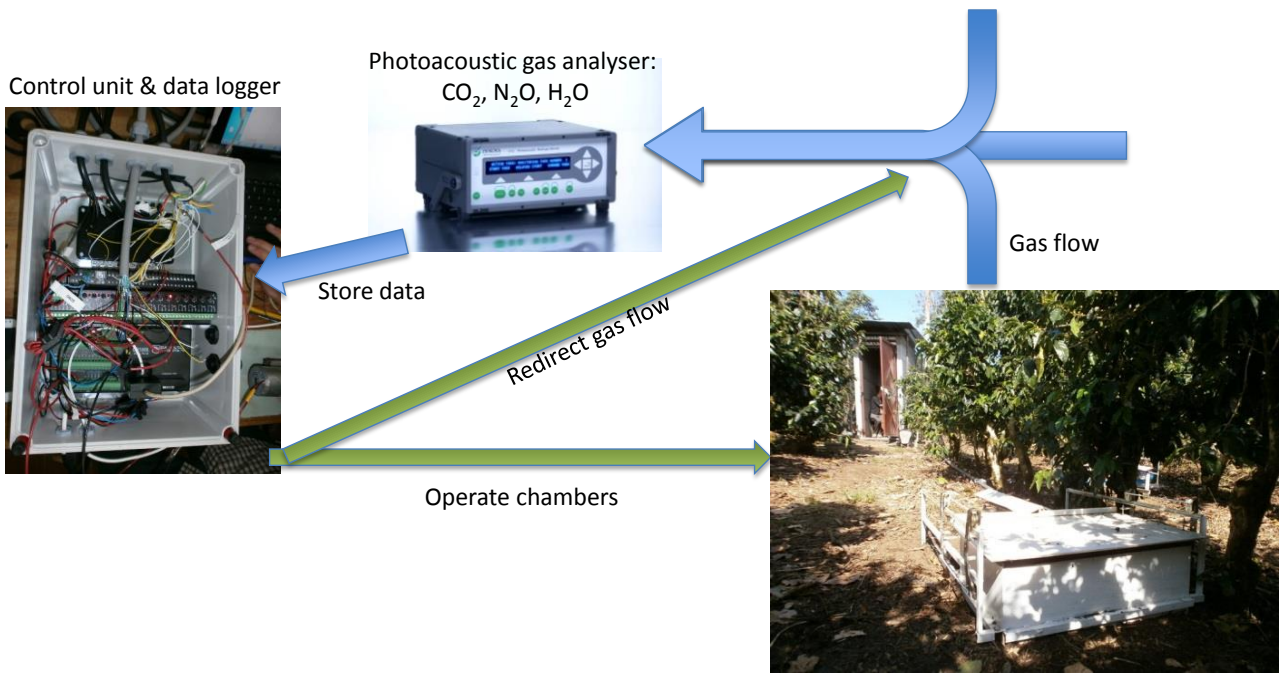 Control unit & data logger
Photoacoustic gas analyser:
CO₂, N₂O, H₂O
Gas flow
Store data
Redirect gas flow
Operate chambers